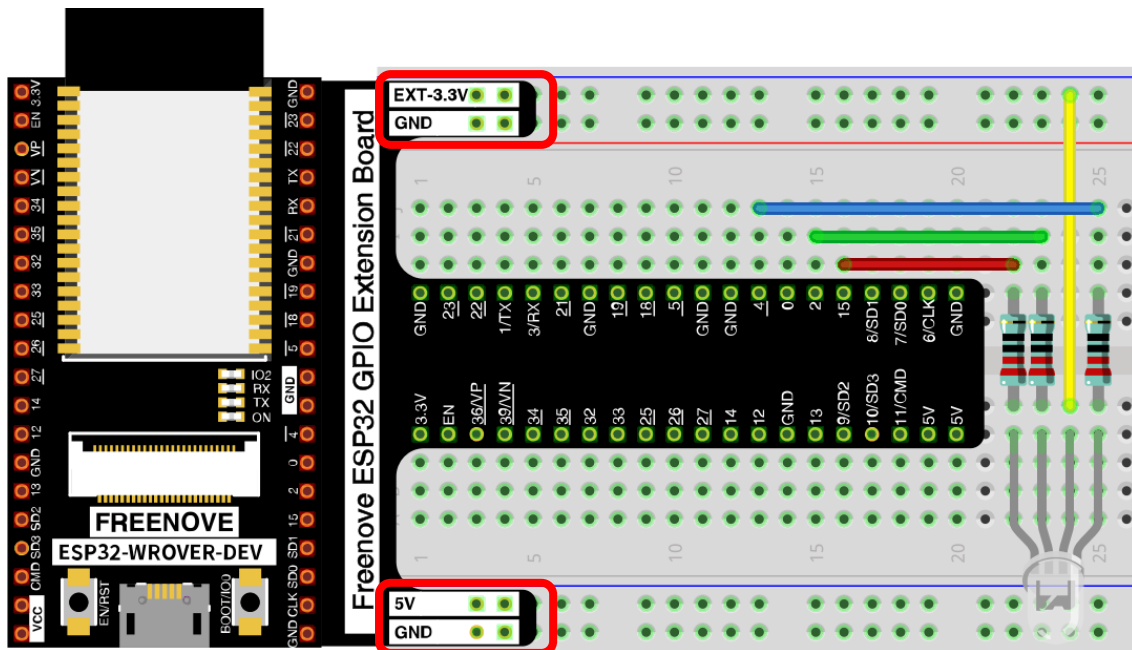 3.3V
EN
VP
VN
34
35
32
33
25
26
27
14
12
GND
13
SD2
SD3
CMD
VCC
GND
23
22
TX
RX
21
GND
19
18
5
GND
4
0
2
15
SD1
SD0
CLK
GND
IO2
RX
TX
ON
FREENOVE
ESP32-WROVER-DEV
EN/RST
BOOT/IO0
Freenove ESP32 GPIO Extension Board
EXT-3.3V
GND
1 5 10 15 20 25
GND 23 22 1/TX 3/RX 21 GND 19 18 5 GND GND 4 0 2 15 8/SD1 7/SD0 6/CLK GND
3.3V EN 36/VP 39/VN 34 35 32 33 25 26 27 14 12 GND 13 9/SD2 10/SD3 11/CMD 5V 5V
1 5 10 15 20 25
5V
GND